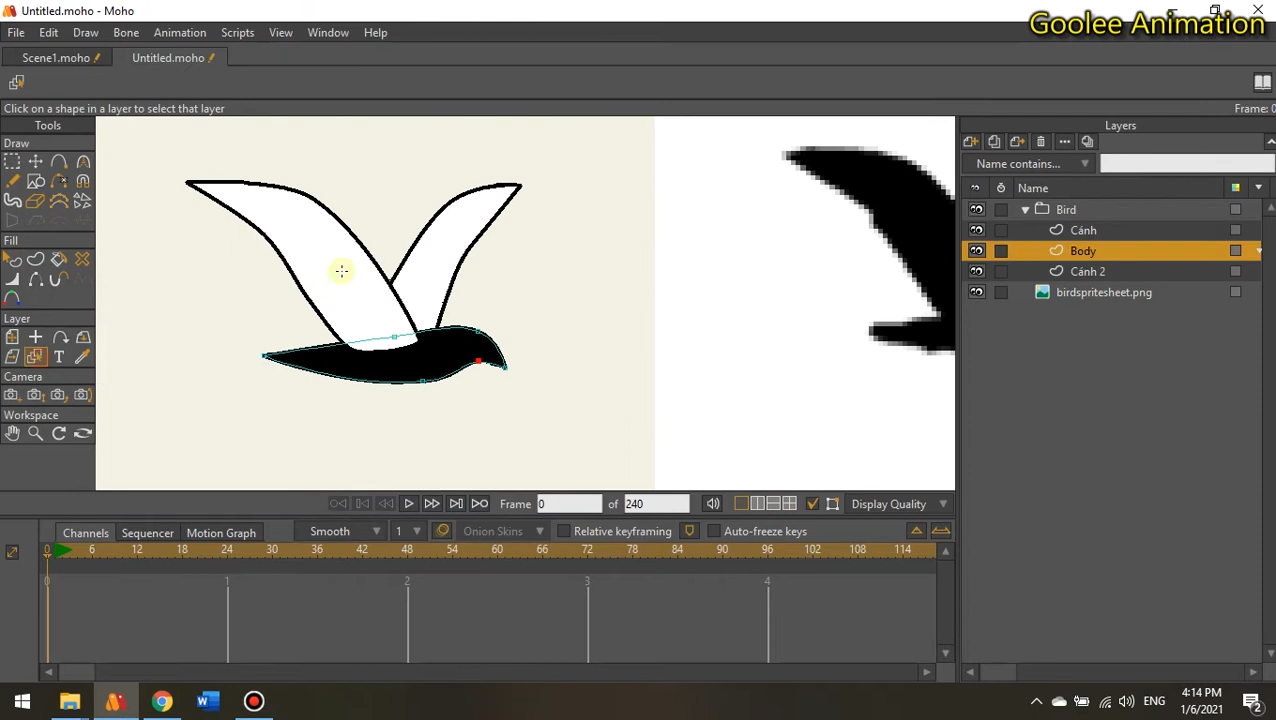 Untitled.moho - Moho
Goolee Animation
File Edit Draw Bone Animation Scripts View Window Help
Scene1.moho Untitled.moho
Click on a shape in a layer to select that layer
Frame: 0
Tools
Draw
Fill
Layer
Camera
Workspace
Layers
Name contains...
Name
Bird
Cánh
Body
Cánh 2
birdspritesheet.png
Frame 0 of 240 Display Quality
Channels Sequencer Motion Graph Smooth 1 Onion Skins Relative keyframing Auto-freeze keys
0 6 12 18 24 30 36 42 48 54 60 66 72 78 84 90 96 102 108 114
0 1 2 3 4
ENG
4:14 PM
1/6/2021
2